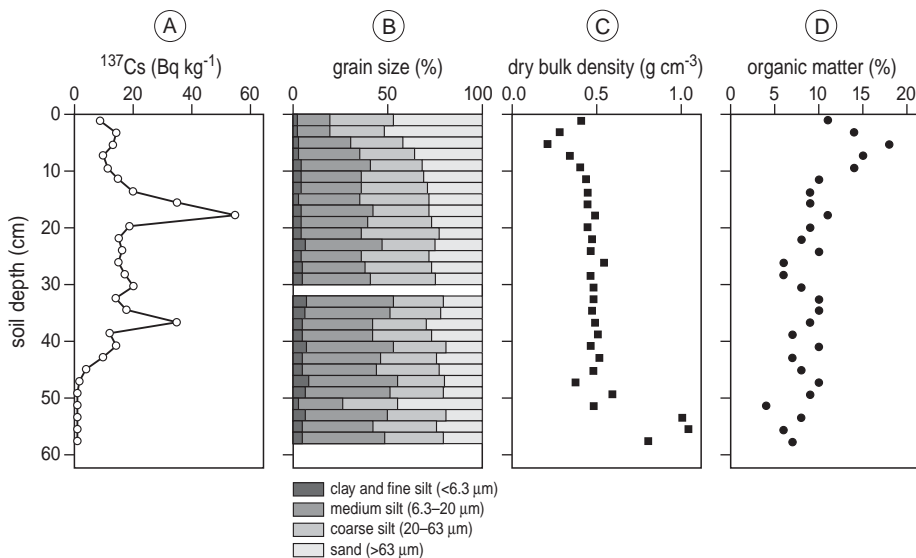 A
B
C
D
¹³⁷Cs (Bq kg⁻¹)
grain size (%)
dry bulk density (g cm⁻³)
organic matter (%)
0 20 40 60
0 50 100
0.0 0.5 1.0
0 5 10 15 20
0
10
20
30
40
50
60
soil depth (cm)
clay and fine silt (<6.3 µm)
medium silt (6.3–20 µm)
coarse silt (20–63 µm)
sand (>63 µm)